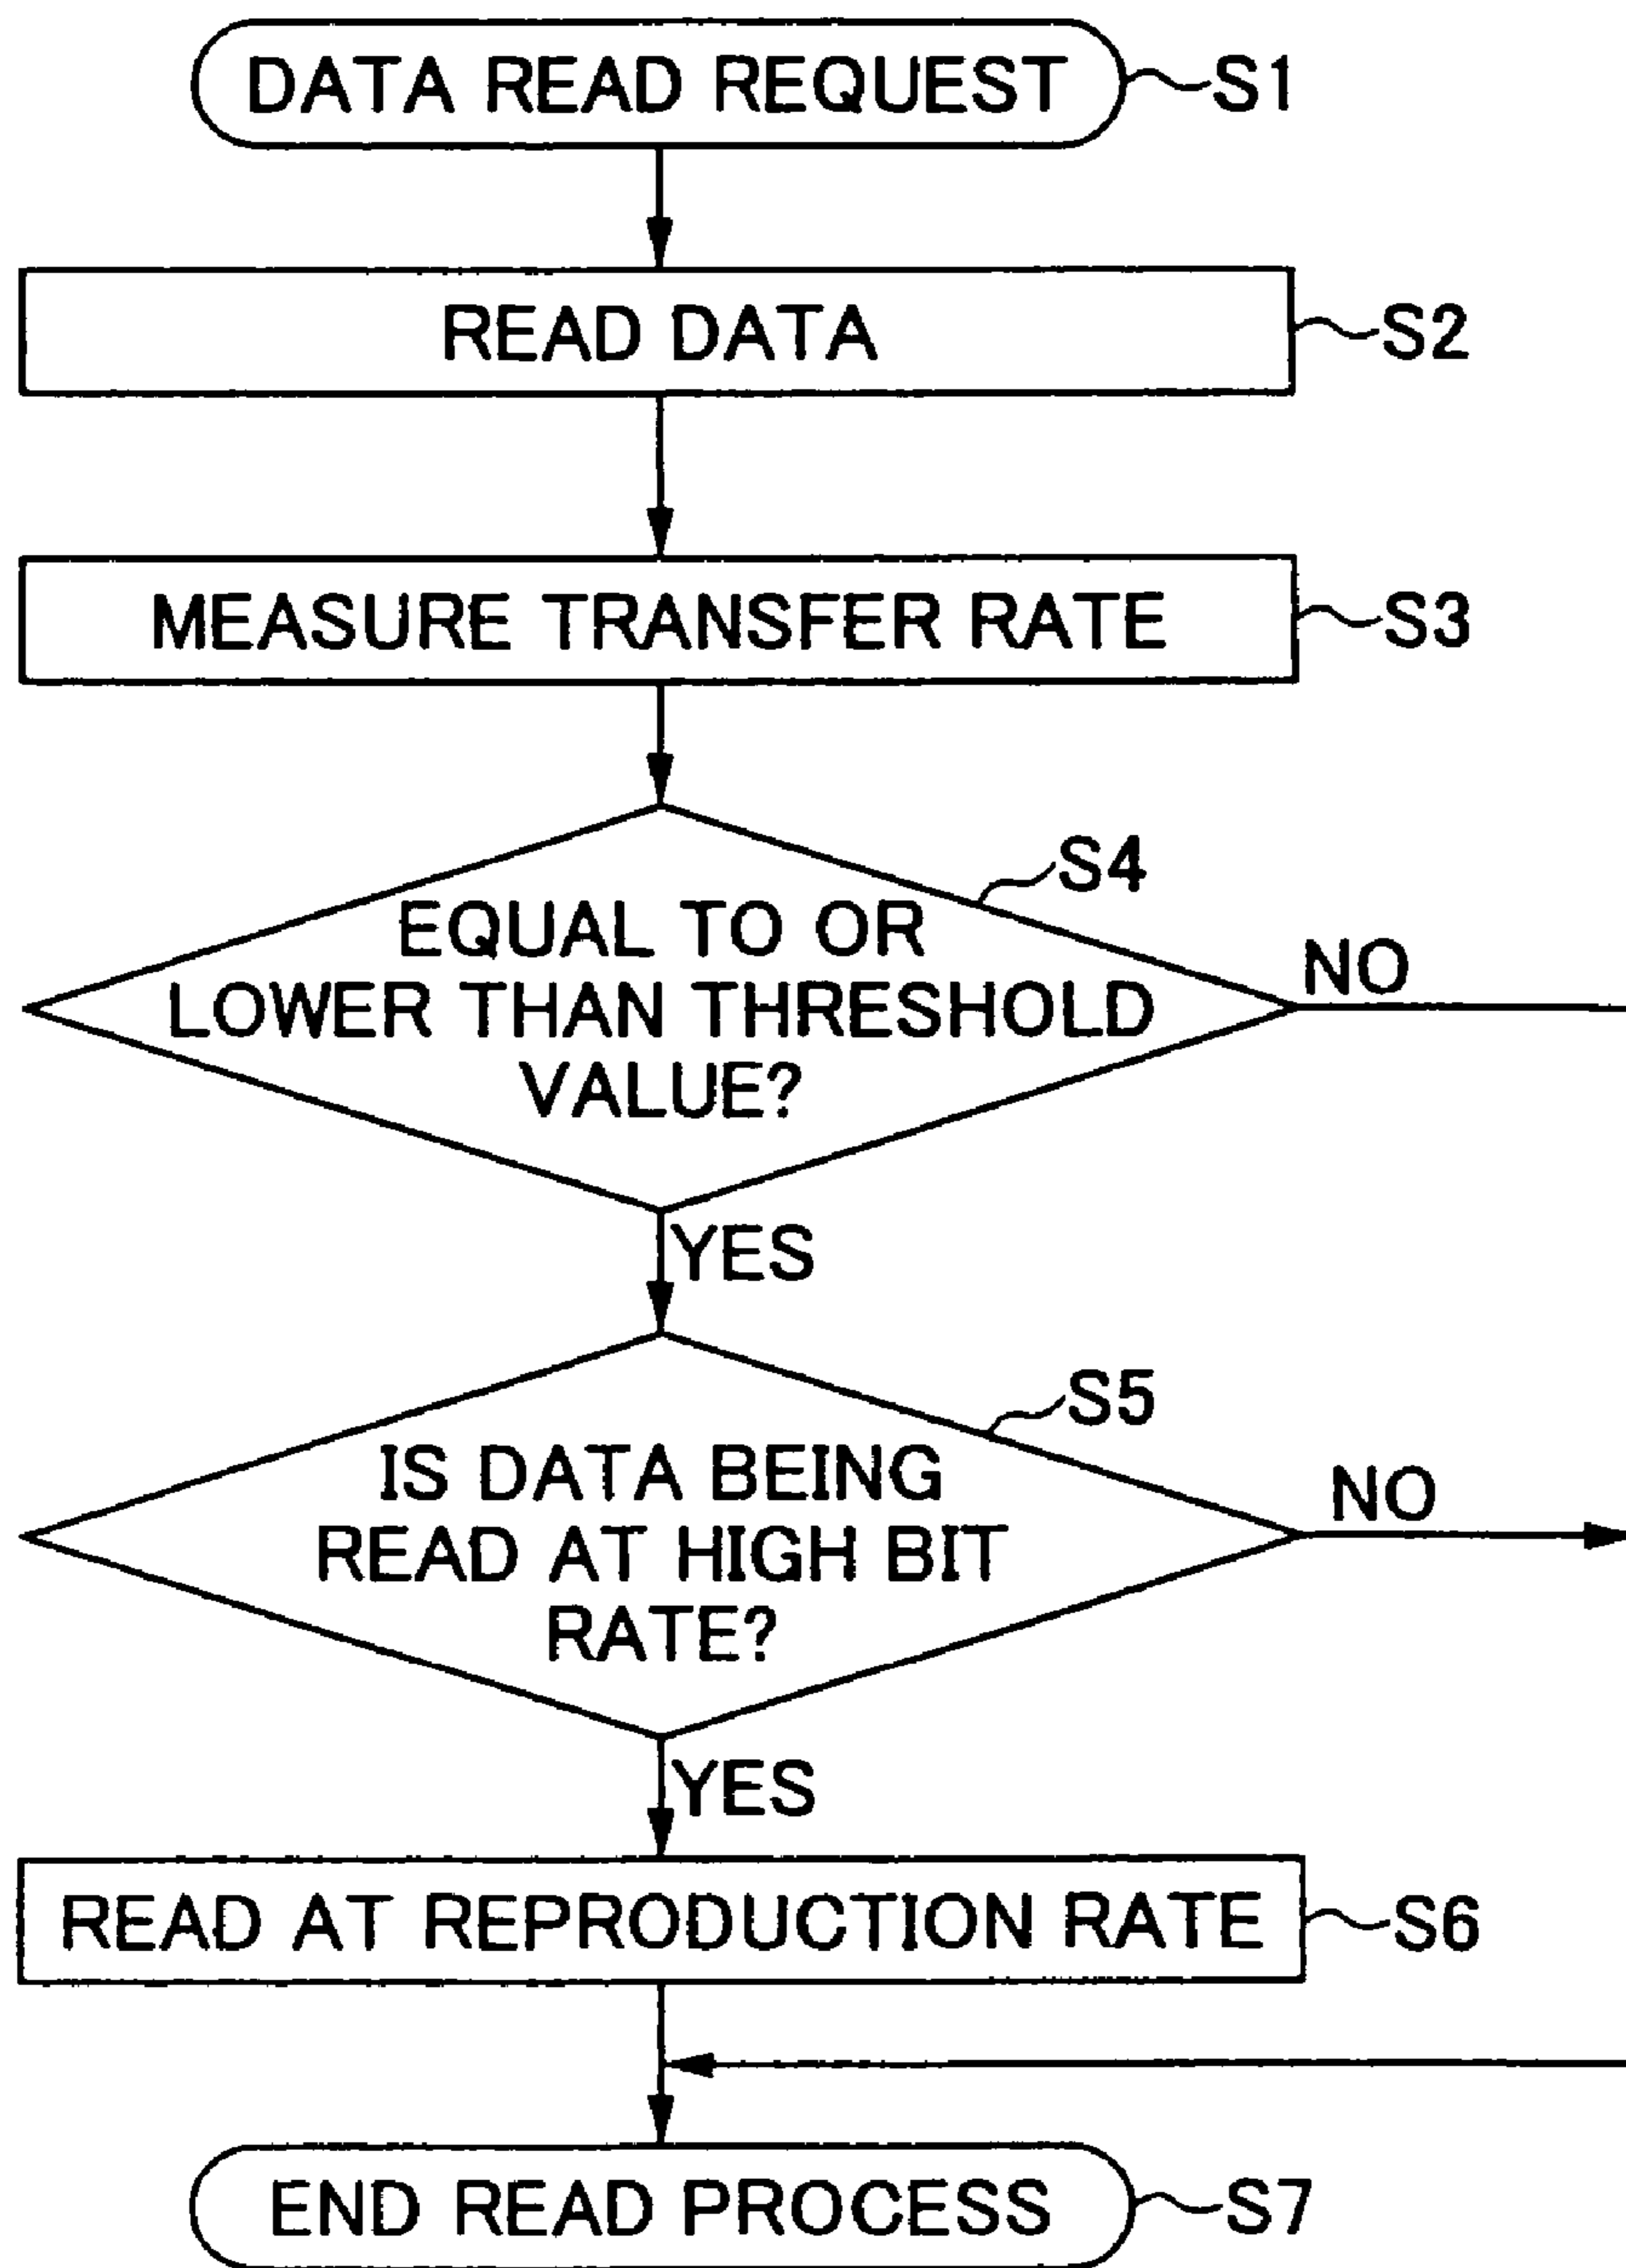 DATA READ REQUEST
S1
READ DATA
S2
MEASURE TRANSFER RATE
S3
S4
EQUAL TO OR
LOWER THAN THRESHOLD
VALUE?
NO
YES
S5
IS DATA BEING
READ AT HIGH BIT
RATE?
NO
YES
READ AT REPRODUCTION RATE
S6
END READ PROCESS
S7